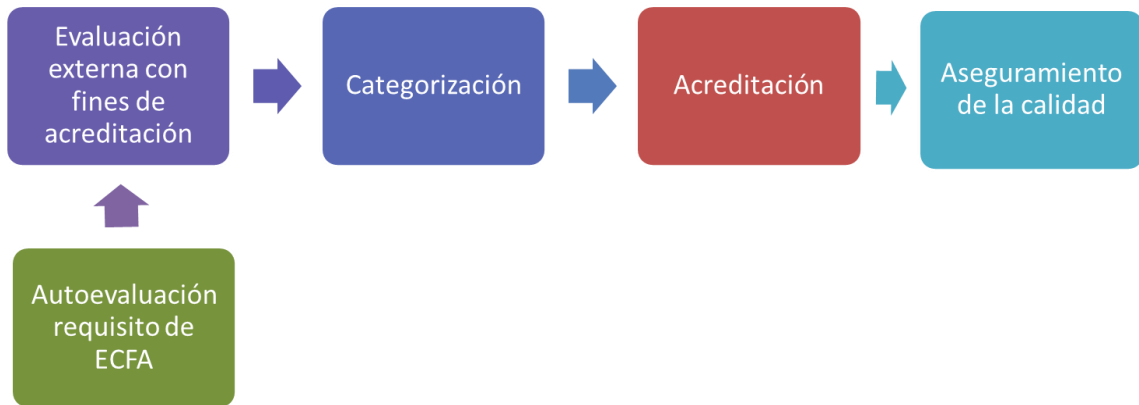 Evaluación
externa con
fines de
acreditación
Categorización
Acreditación
Aseguramiento
de la calidad
Autoevaluación
requisito de
ECFA